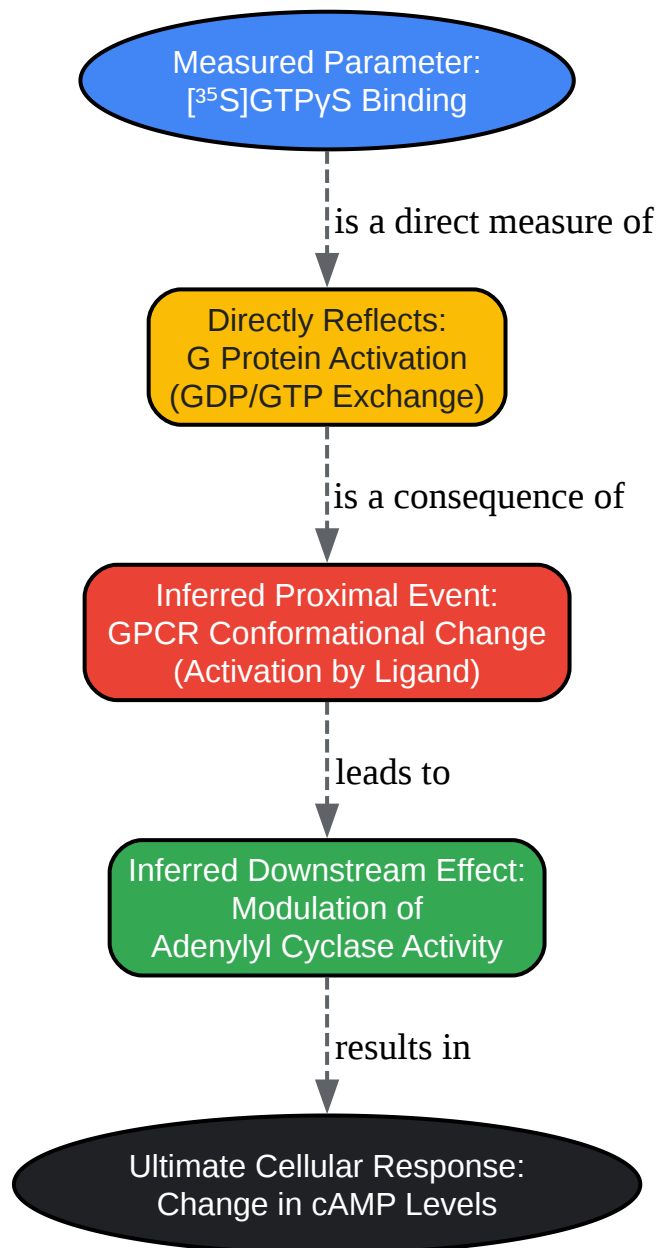 Measured Parameter:
[³⁵S]GTPγS Binding
is a direct measure of
Directly Reflects:
G Protein Activation
(GDP/GTP Exchange)
is a consequence of
Inferred Proximal Event:
GPCR Conformational Change
(Activation by Ligand)
leads to
Inferred Downstream Effect:
Modulation of
Adenylyl Cyclase Activity
results in
Ultimate Cellular Response:
Change in cAMP Levels